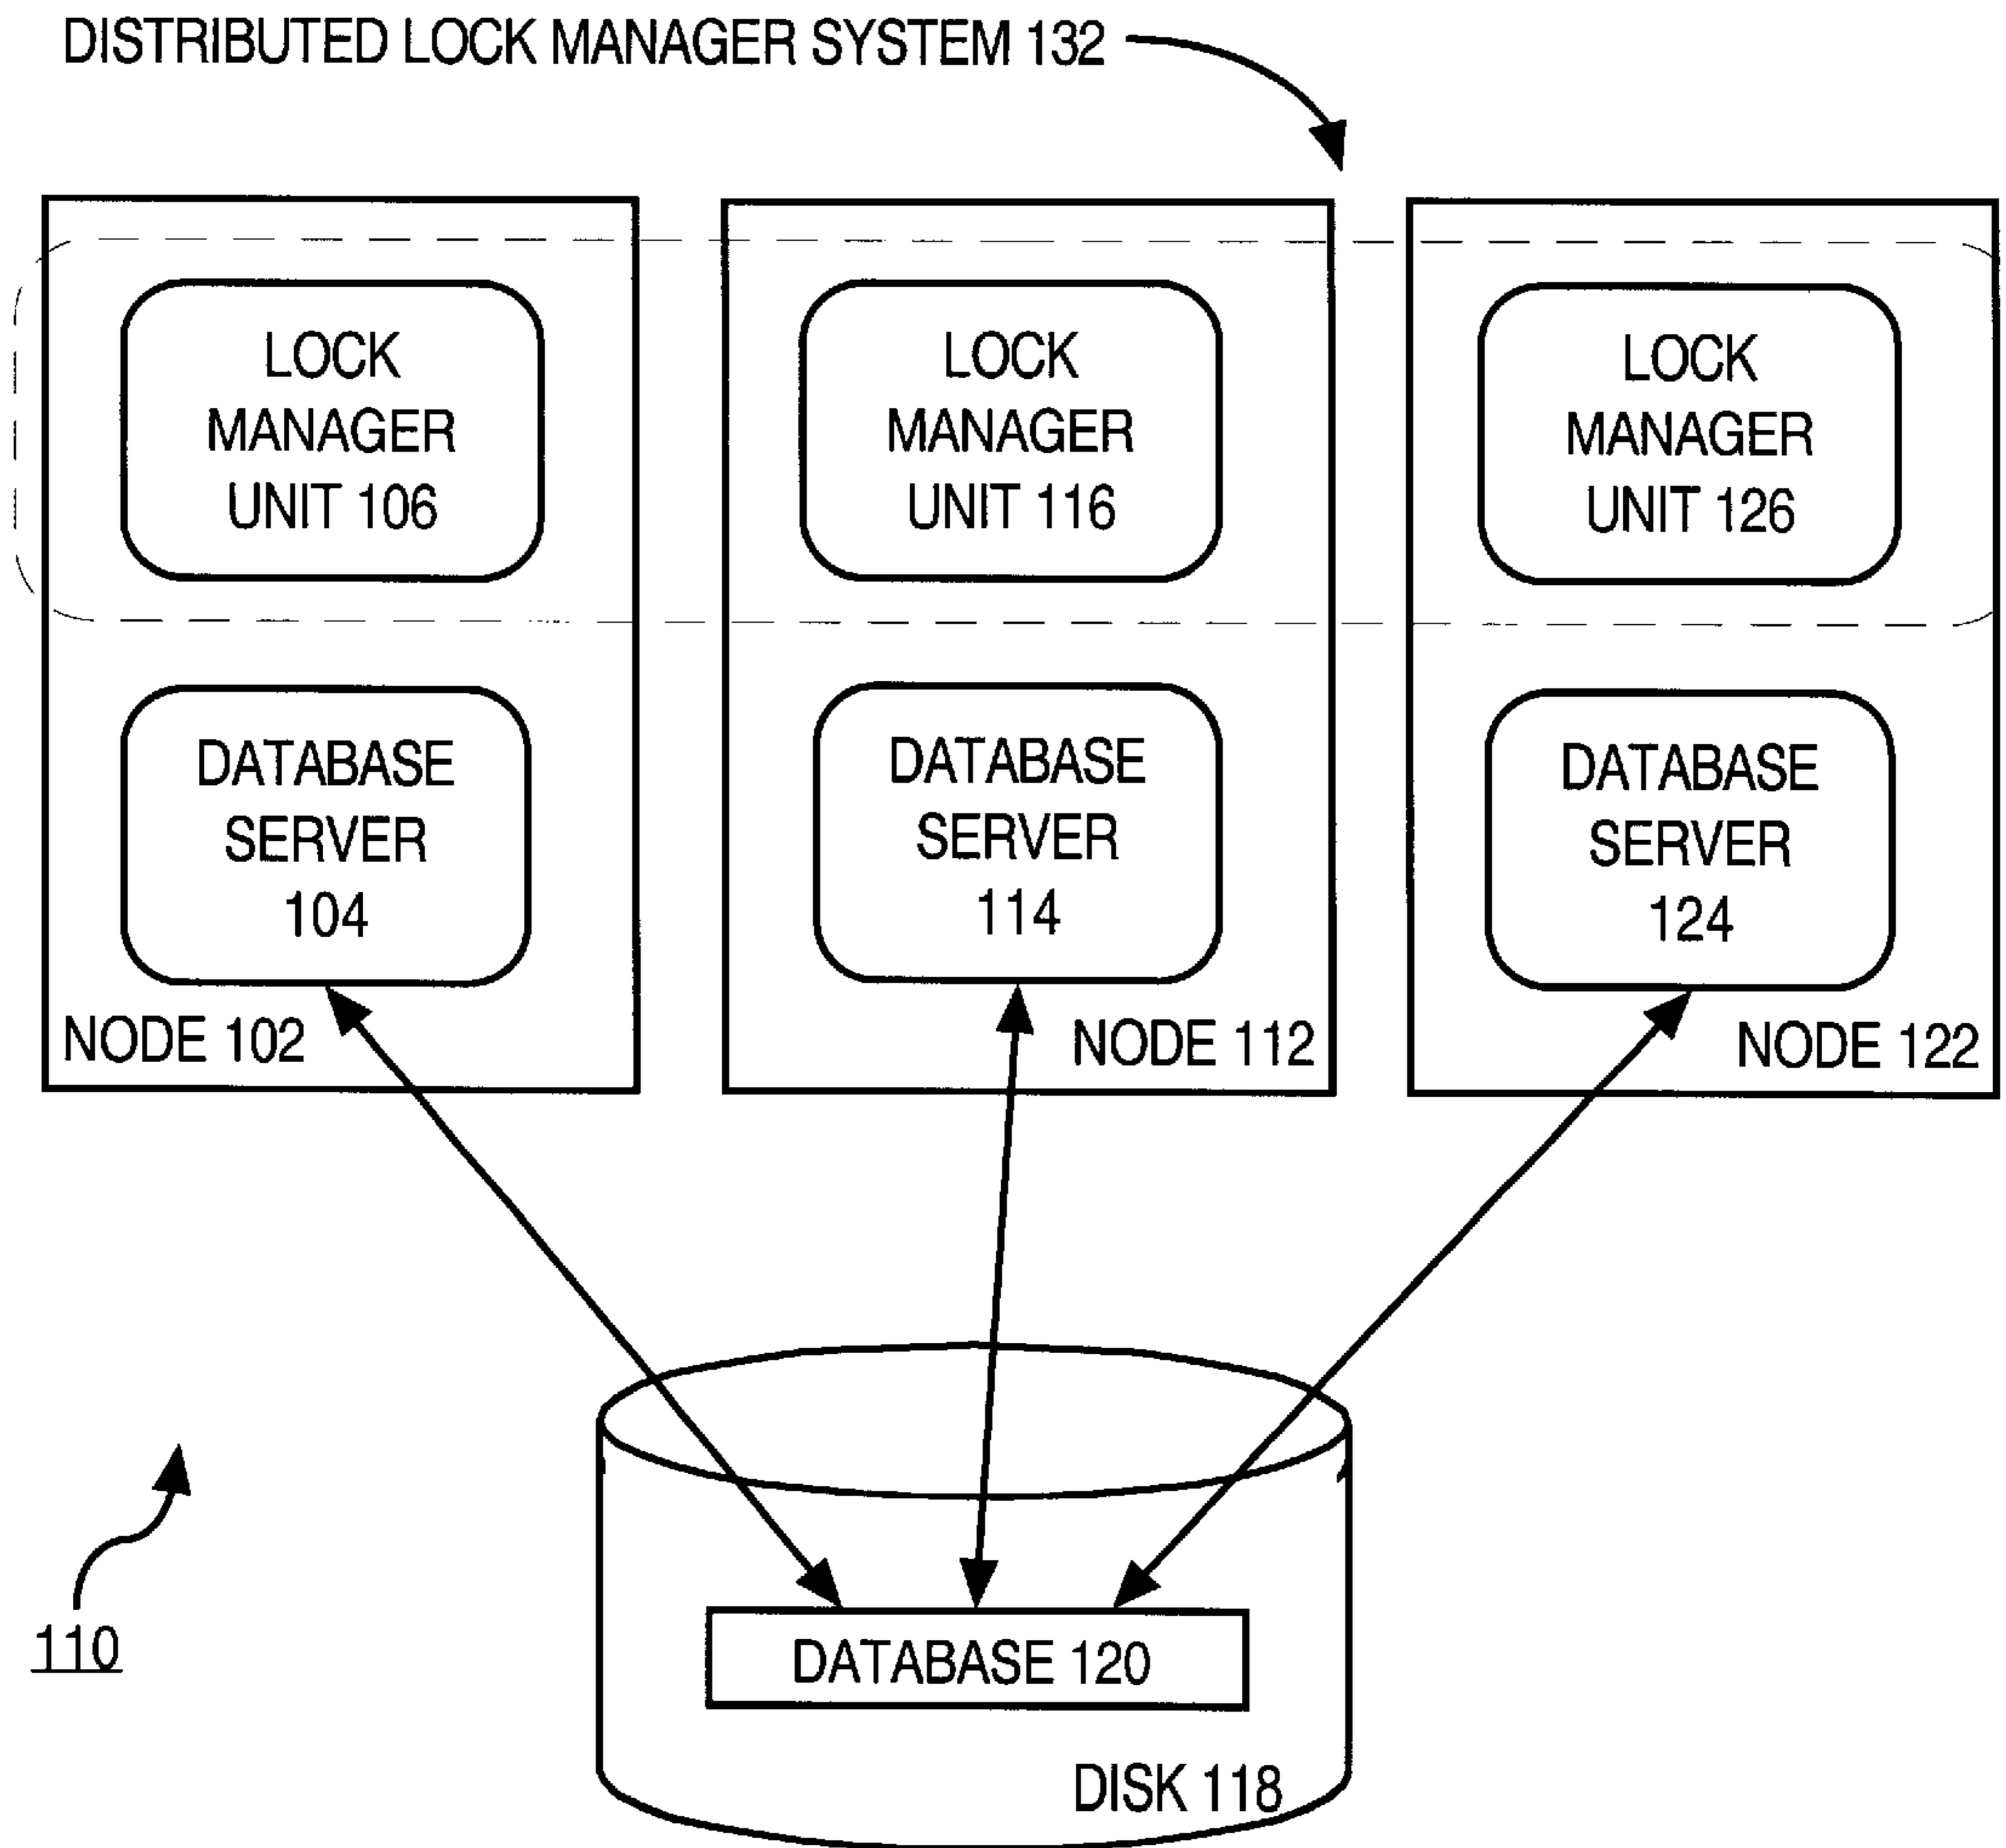 DISTRIBUTED LOCK MANAGER SYSTEM 132
LOCK
MANAGER
UNIT 106
LOCK
MANAGER
UNIT 116
LOCK
MANAGER
UNIT 126
DATABASE
SERVER
104
DATABASE
SERVER
114
DATABASE
SERVER
124
NODE 102
NODE 112
NODE 122
110
DATABASE 120
DISK 118